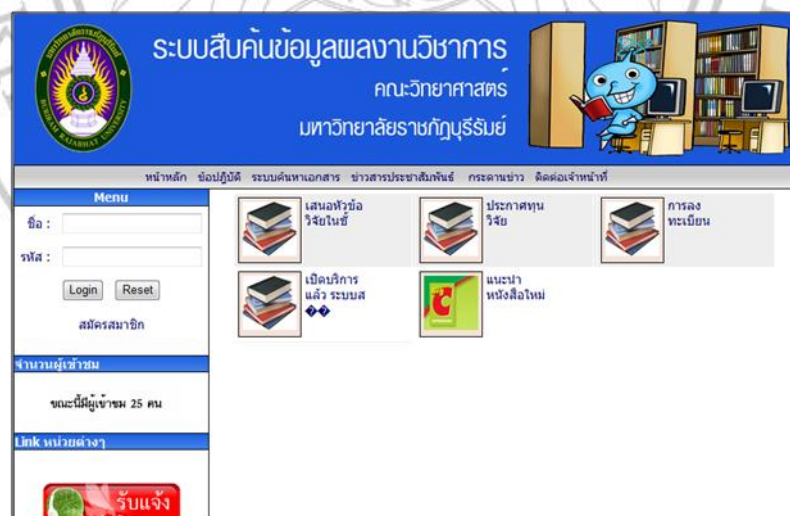 ระบบสืบค้นข้อมูลผลงานวิชาการ
คณะวิทยาศาสตร์
มหาวิทยาลัยราชภัฏบุรีรัมย์
หน้าหลัก ข้อปฏิบัติ ระบบค้นหาเอกสาร ข่าวสารประชาสัมพันธ์ กระดานข่าว ติดต่อเจ้าหน้าที่
Menu
ชื่อ :
รหัส :
Login Reset
สมัครสมาชิก
จำนวนผู้เข้าชม
ขณะนี้มีผู้เข้าชม 25 คน
Link หน่วยต่างๆ
รับแจ้ง
เสนอหัวข้อ
วิจัยในชั้
ประกาศทุน
วิจัย
การลง
ทะเบียน
เปิดบริการ
แล้ว ระบบส
��
แนะนำ
หนังสือใหม่